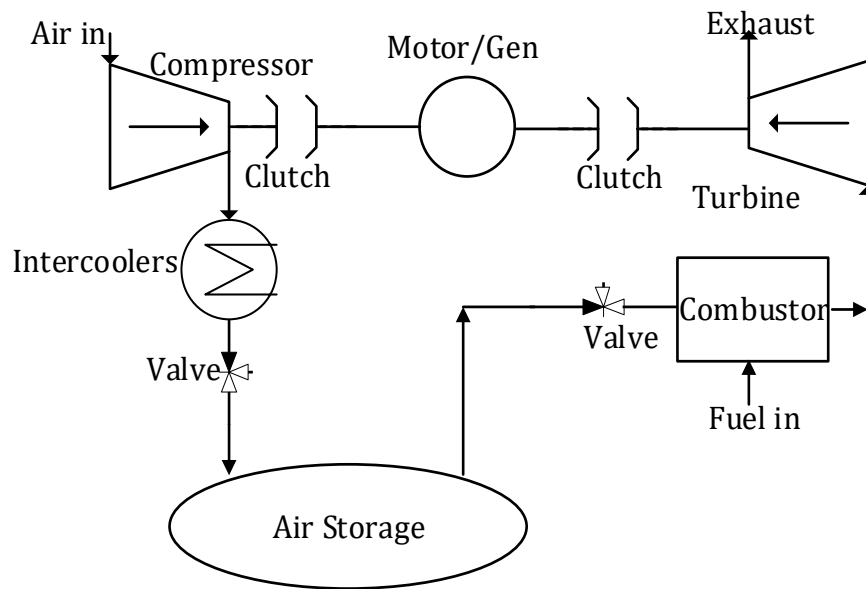 Air in
Compressor
Motor/Gen
Exhaust
Clutch
Clutch
Turbine
Intercoolers
Combustor
Valve
Valve
Fuel in
Air Storage